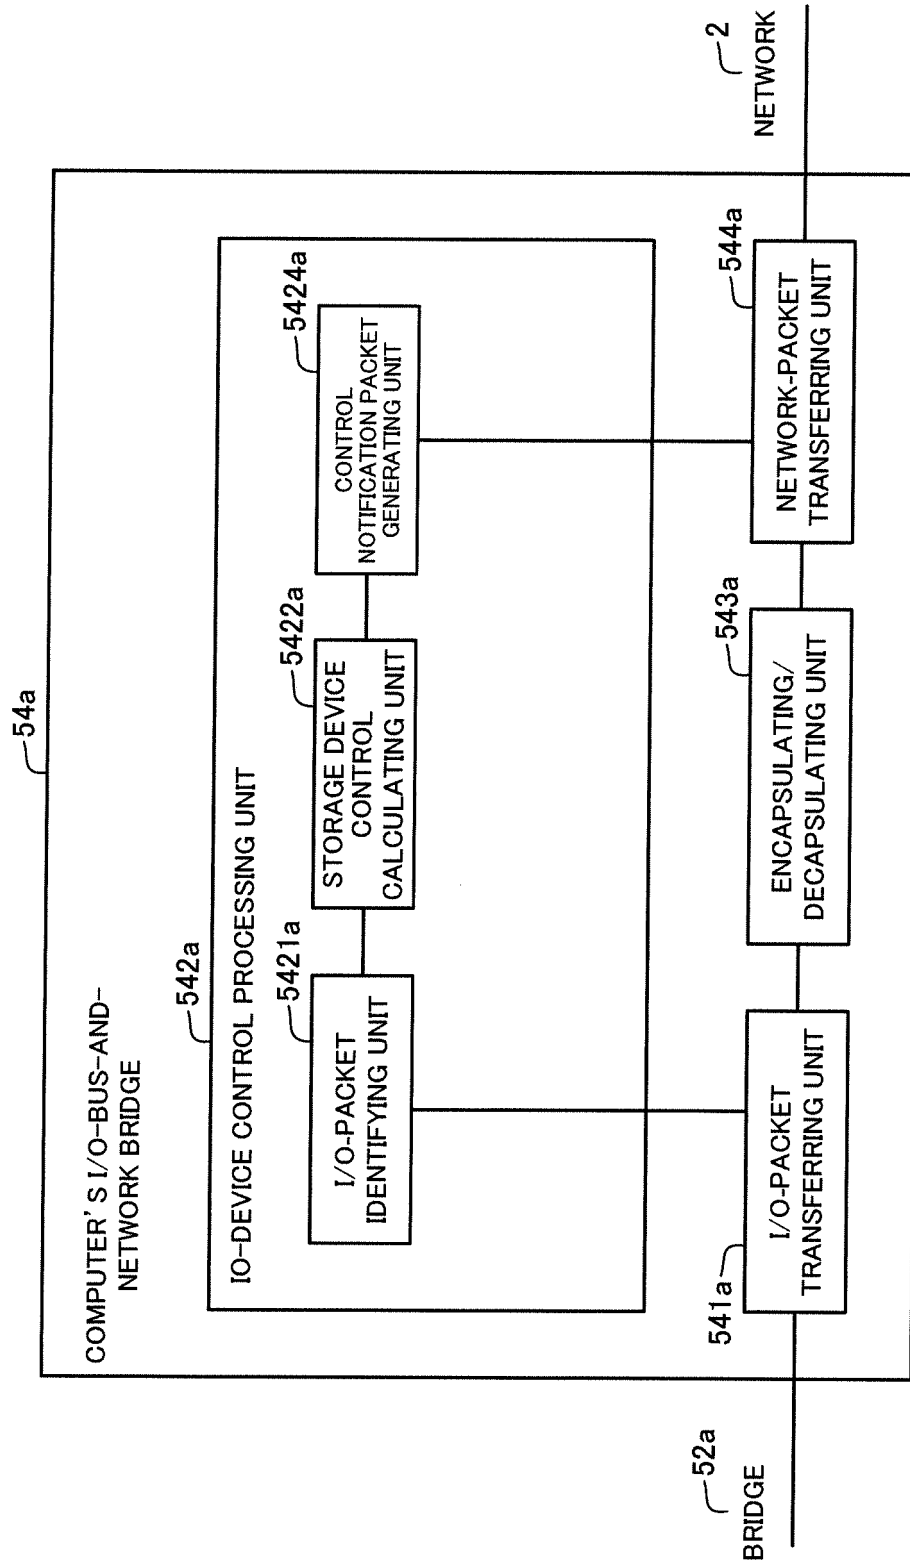 54a
COMPUTER'S I/O-BUS-AND-
NETWORK BRIDGE
542a
IO-DEVICE CONTROL PROCESSING UNIT
5421a
I/O-PACKET
IDENTIFYING UNIT
5422a
STORAGE DEVICE
CONTROL
CALCULATING UNIT
5424a
CONTROL
NOTIFICATION PACKET
GENERATING UNIT
52a
BRIDGE
541a
I/O-PACKET
TRANSFERRING UNIT
543a
ENCAPSULATING/
DECAPSULATING UNIT
544a
NETWORK-PACKET
TRANSFERRING UNIT
2
NETWORK